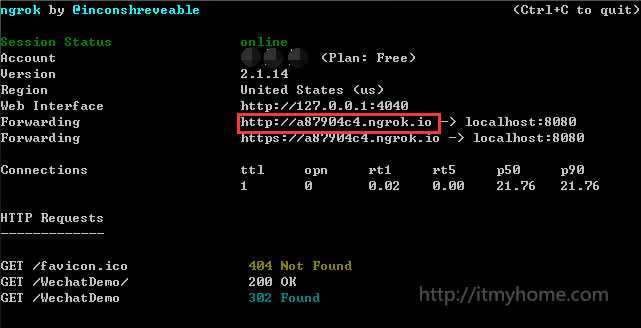 ngrok by @inconshreveable (Ctrl+C to quit)
Session Status online
Account (Plan: Free)
Version 2.1.14
Region United States (us)
Web Interface http://127.0.0.1:4040
Forwarding http://a87904c4.ngrok.io -> localhost:8080
Forwarding https://a87904c4.ngrok.io -> localhost:8080
Connections ttl opn rt1 rt5 p50 p90
1 0 0.02 0.00 21.76 21.76
HTTP Requests
-------------
GET /favicon.ico 404 Not Found
GET /WechatDemo/ 200 OK
GET /WechatDemo 302 Found
http://itmyhome.com